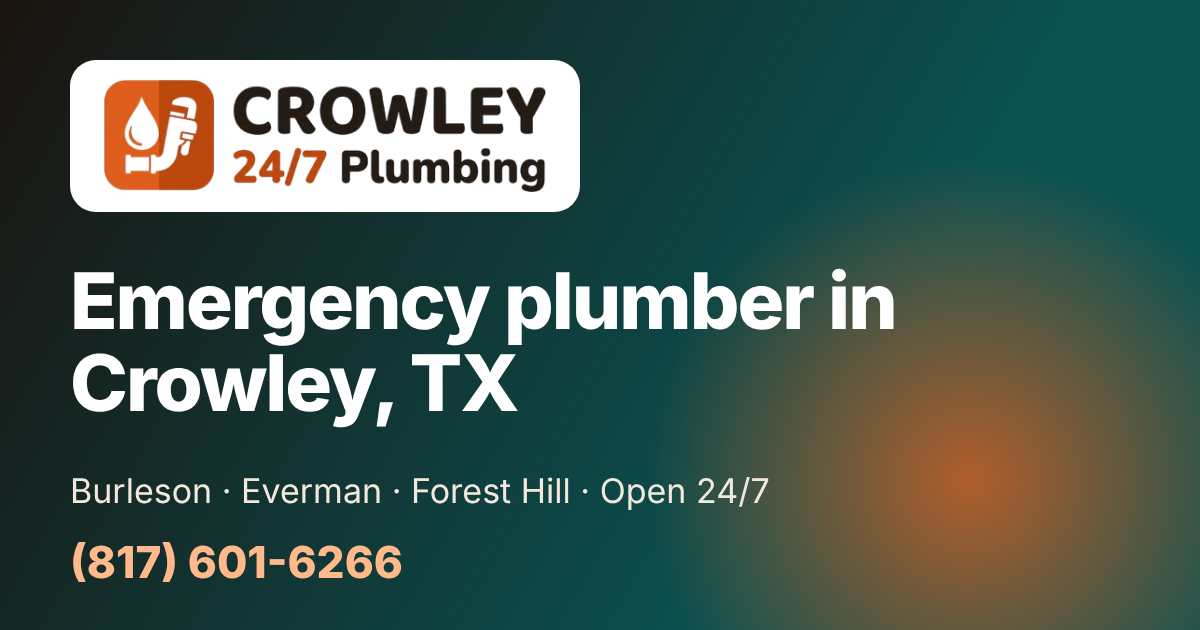 CROWLEY
24/7 Plumbing
Emergency plumber in
Crowley, TX
Burleson · Everman · Forest Hill · Open 24/7
(817) 601-6266